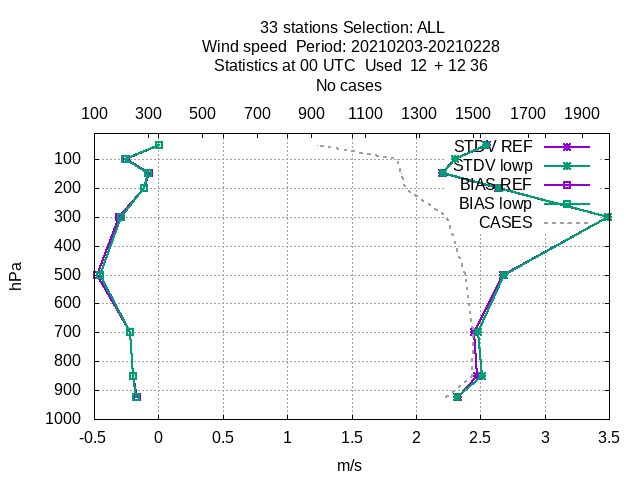 33 stations Selection: ALL
Wind speed  Period: 20210203-20210228
Statistics at 00 UTC  Used  12  + 12 36
No cases
100 300 500 700 900 1100 1300 1500 1700 1900
STDV REF
STDV lowp
BIAS REF
BIAS lowp
CASES
100
200
300
400
500
600
700
800
900
1000
hPa
-0.5 0 0.5 1 1.5 2 2.5 3 3.5
m/s